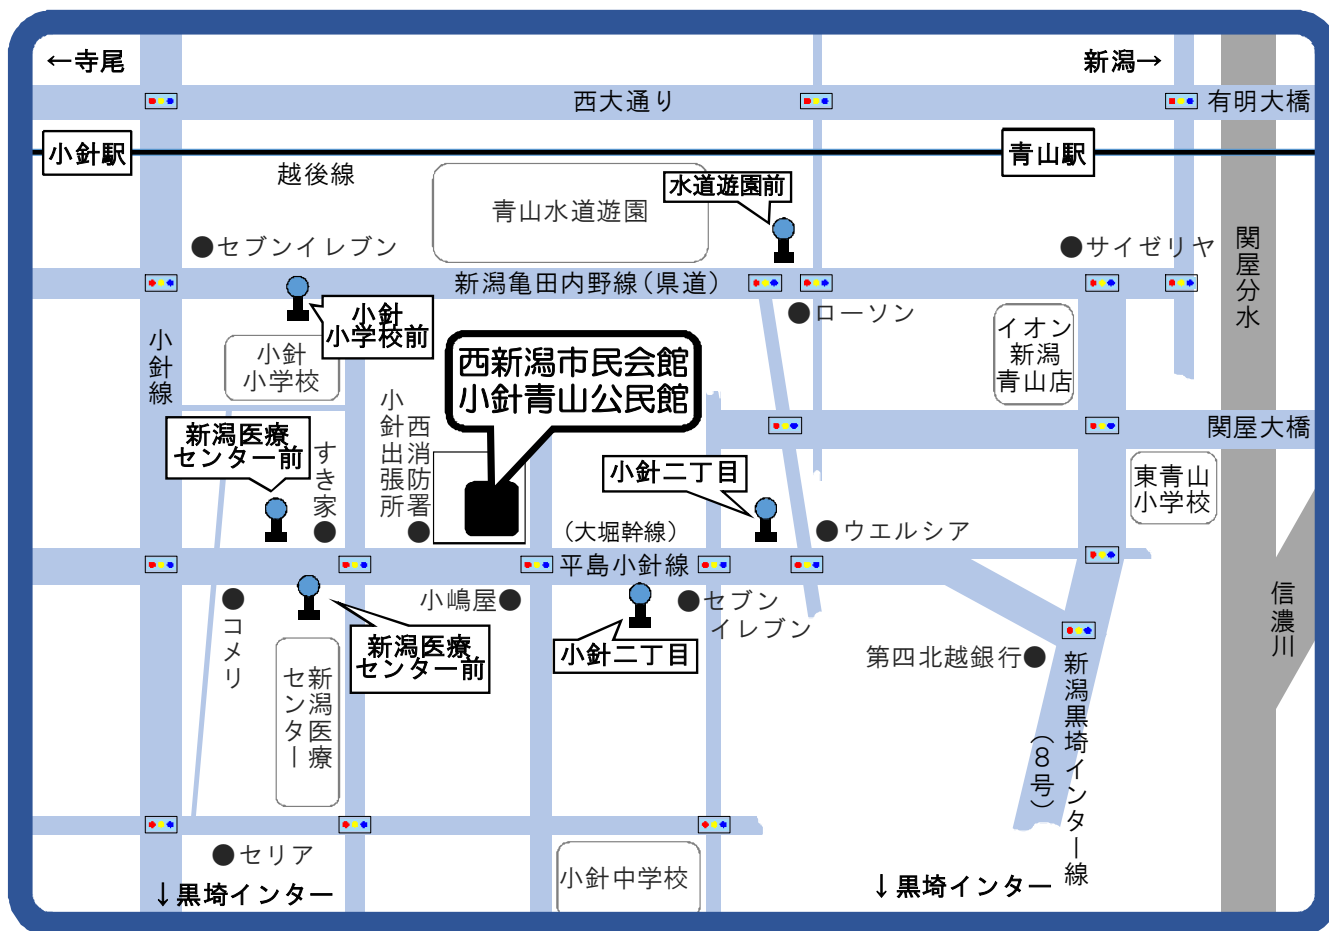 ←寺尾
新潟→
西大通り
有明大橋
小針駅
青山駅
越後線
水道遊園前
青山水道遊園
●セブンイレブン
●サイゼリヤ
関屋分水
新潟亀田内野線(県道)
小針
小学校前
●ローソン
イオン
新潟
青山店
小針線
小針
小学校
西新潟市民会館
小針青山公民館
西消防署
小針出張所
関屋大橋
新潟医療
センター前
すき家
小針二丁目
東青山
小学校
(大堀幹線)
●ウエルシア
平島小針線
●コメリ
小嶋屋●
●セブン
イレブン
信濃川
新潟医療
センター前
小針二丁目
第四北越銀行●
新潟医療
センター
新潟黒埼インター線
(8号)
●セリア
小針中学校
↓黒埼インター
↓黒埼インター